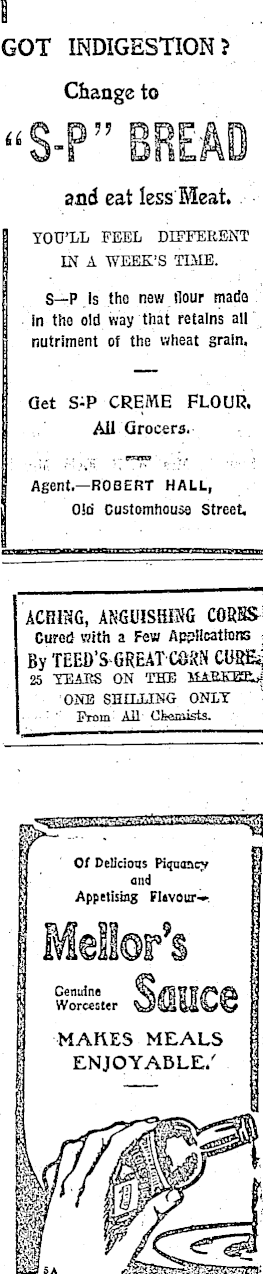 GOT INDIGESTION?
Change to
"S-P" BREAD
and eat less Meat.
YOU'LL FEEL DIFFERENT
IN A WEEK'S TIME.
S—P is the new flour made
in the old way that retains all
nutriment of the wheat grain.
Get S-P CREME FLOUR.
All Grocers.
Agent.—ROBERT HALL,
Old Customhouse Street.
ACHING, ANGUISHING CORNS
Cured with a Few Applications
By TEED'S GREAT CORN CURE.
25 YEARS ON THE MARKET.
ONE SHILLING ONLY
From All Chemists.
Of Delicious Piquancy
and
Appetising Flavour—
Mellor's
Genuine
Worcester Sauce
MAKES MEALS
ENJOYABLE.
5A